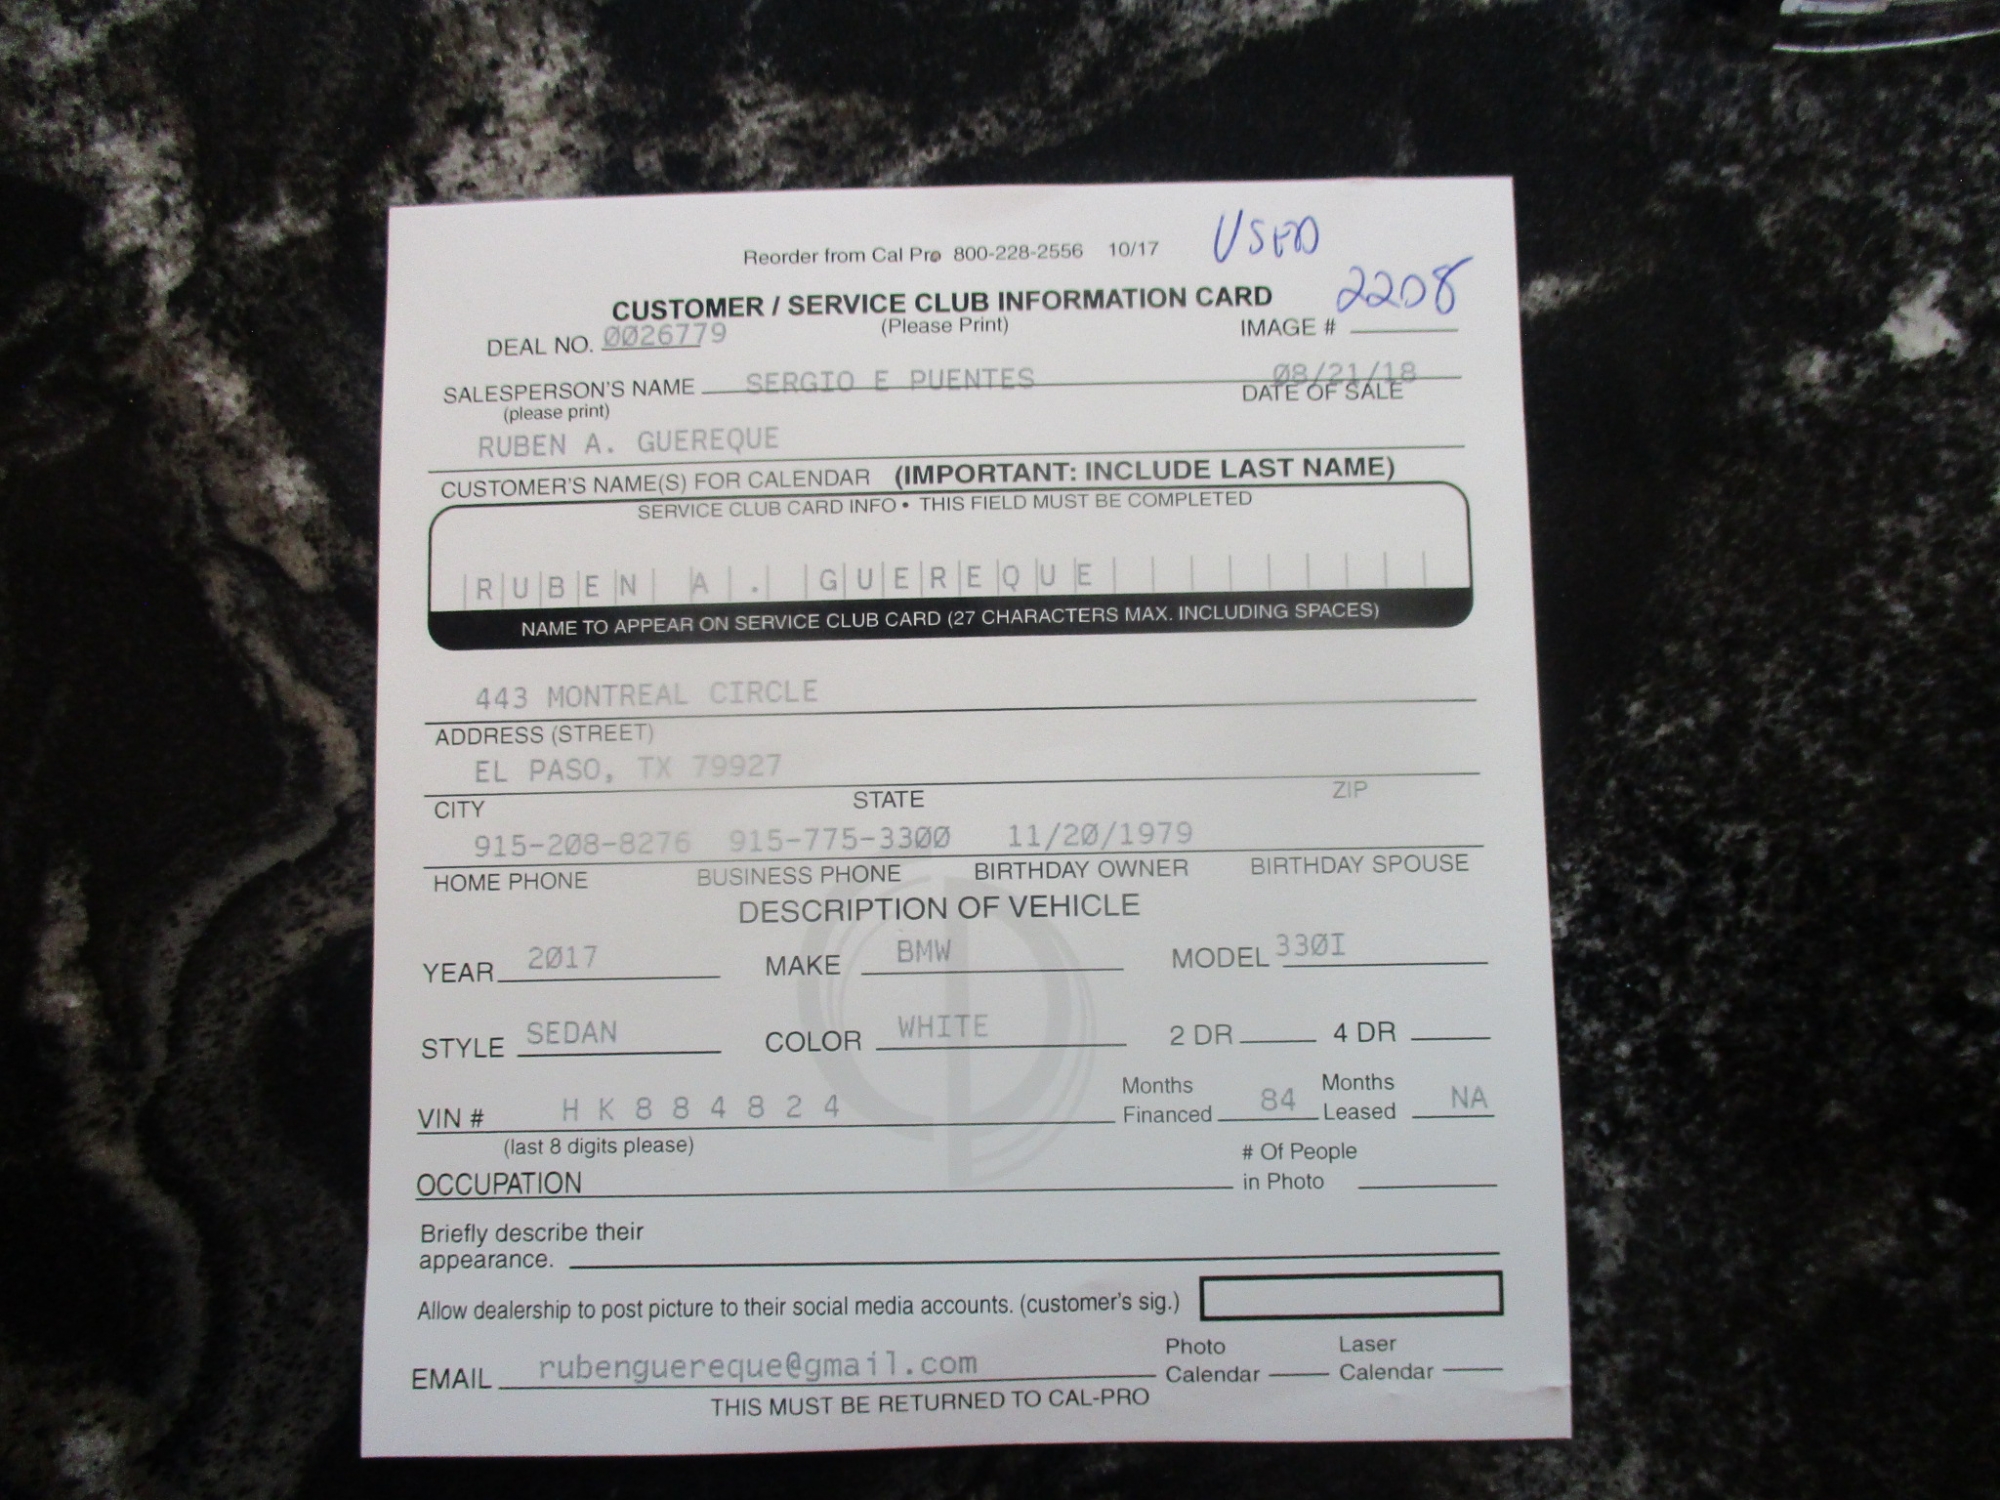 Reorder from Cal Pro 800-228-2556 10/17 USED
CUSTOMER / SERVICE CLUB INFORMATION CARD 2208
DEAL NO. 0026779 (Please Print) IMAGE #
SALESPERSON'S NAME SERGIO E PUENTES 08/21/18
(please print) DATE OF SALE
RUBEN A. GUEREQUE
CUSTOMER'S NAME(S) FOR CALENDAR (IMPORTANT: INCLUDE LAST NAME)
SERVICE CLUB CARD INFO • THIS FIELD MUST BE COMPLETED
RUBEN A. GUEREQUE
NAME TO APPEAR ON SERVICE CLUB CARD (27 CHARACTERS MAX. INCLUDING SPACES)
443 MONTREAL CIRCLE
ADDRESS (STREET)
EL PASO, TX 79927
CITY STATE ZIP
915-208-8276 915-775-3300 11/20/1979
HOME PHONE BUSINESS PHONE BIRTHDAY OWNER BIRTHDAY SPOUSE
DESCRIPTION OF VEHICLE
YEAR 2017 MAKE BMW MODEL 330I
STYLE SEDAN COLOR WHITE 2 DR 4 DR
VIN # H K 8 8 4 8 2 4 Months Financed 84 Months Leased NA
(last 8 digits please)
OCCUPATION # Of People in Photo
Briefly describe their
appearance.
Allow dealership to post picture to their social media accounts. (customer's sig.)
EMAIL rubenguereque@gmail.com Photo Calendar Laser Calendar
THIS MUST BE RETURNED TO CAL-PRO